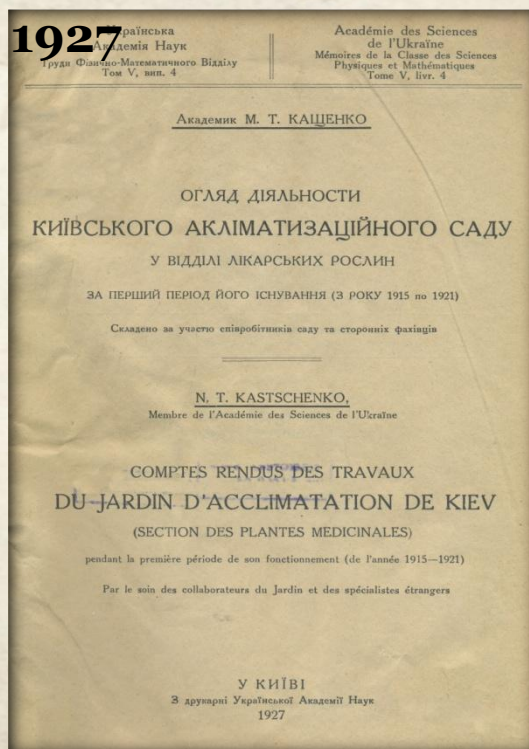 1927
Українська
Академія Наук
Труди Фізично-Математичного Відділу
Том V, вип. 4
Académie des Sciences
de l'Ukraïne
Mémoires de la Classe des Sciences
Physiques et Mathématiques
Tome V, livr. 4
Академик М. Т. КАЩЕНКО
ОГЛЯД ДІЯЛЬНОСТИ
КИЇВСЬКОГО АКЛІМАТИЗАЦІЙНОГО САДУ
У ВІДДІЛІ ЛІКАРСЬКИХ РОСЛИН
ЗА ПЕРШИЙ ПЕРІОД ЙОГО ІСНУВАННЯ (З РОКУ 1915 по 1921)
Складено за участю співробітників саду та сторонніх фахівців
N. T. KASTSCHENKO,
Membre de l'Académie des Sciences de l'Ukraïne
COMPTES RENDUS DES TRAVAUX
DU JARDIN D'ACCLIMATATION DE KIEV
(SECTION DES PLANTES MEDICINALES)
pendant la première période de son fonctionnement (de l'année 1915—1921)
Par le soin des collaborateurs du Jardin et des spécialistes étrangers
У КИЇВІ
З друкарні Української Академії Наук
1927